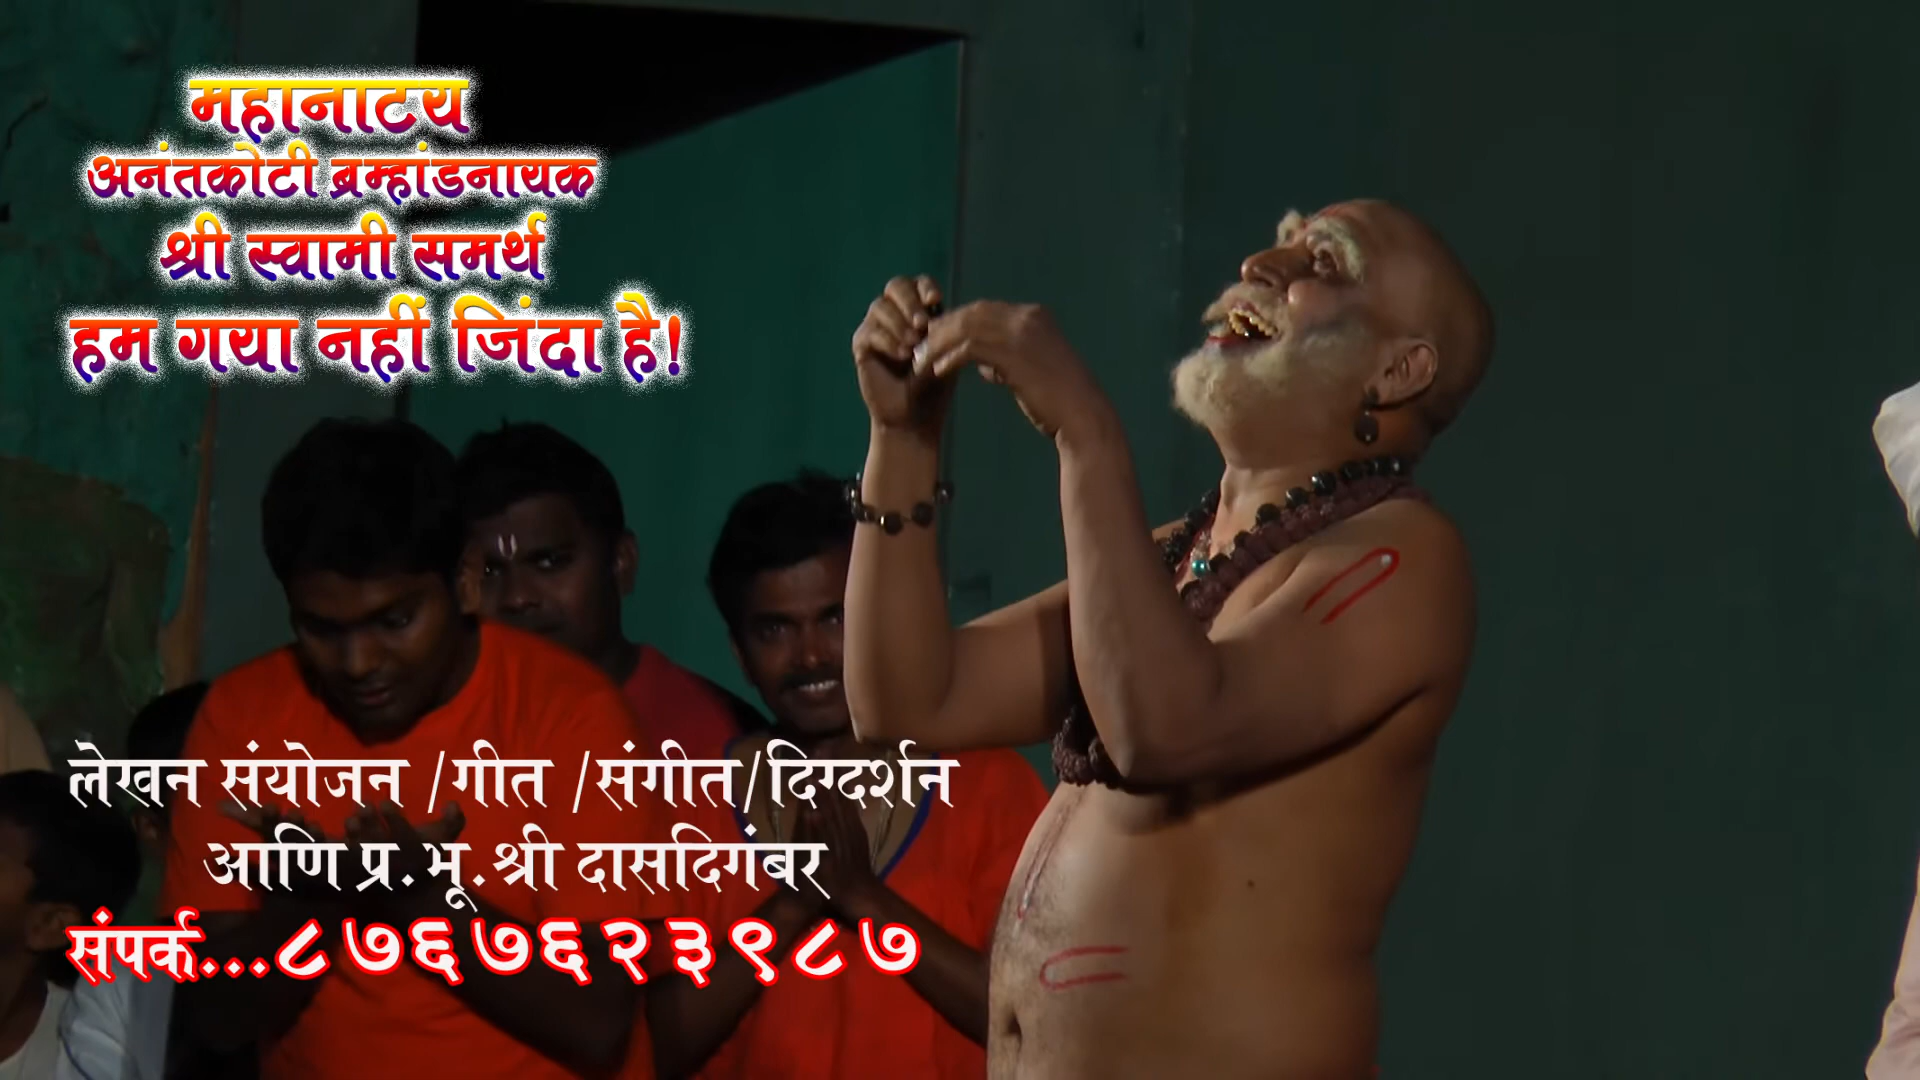 महानाटय
अनंतकोटी ब्रम्हांडनायक
श्री स्वामी समर्थ
हम गया नहीं जिंदा है!
लेखन संयोजन /गीत /संगीत/दिग्दर्शन
आणि प्र.भू.श्री दासदिगंबर
संपर्क...८७६७६२३९८७